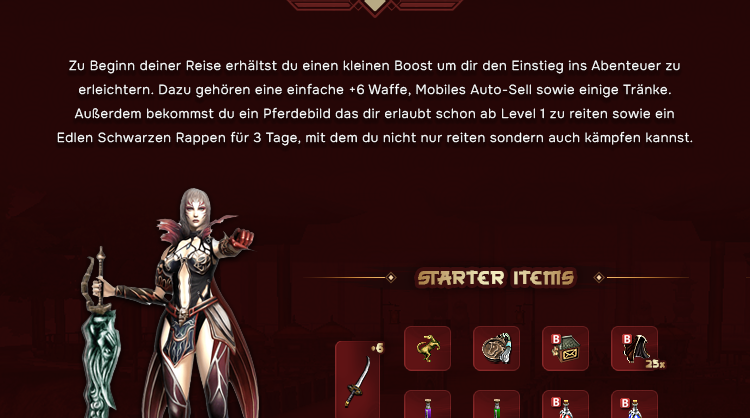 Zu Beginn deiner Reise erhältst du einen kleinen Boost um dir den Einstieg ins Abenteuer zu
erleichtern. Dazu gehören eine einfache +6 Waffe, Mobiles Auto-Sell sowie einige Tränke.
Außerdem bekommst du ein Pferdebild das dir erlaubt schon ab Level 1 zu reiten sowie ein
Edlen Schwarzen Rappen für 3 Tage, mit dem du nicht nur reiten sondern auch kämpfen kannst.
STARTER ITEMS
+6
B
B
25x
B
B